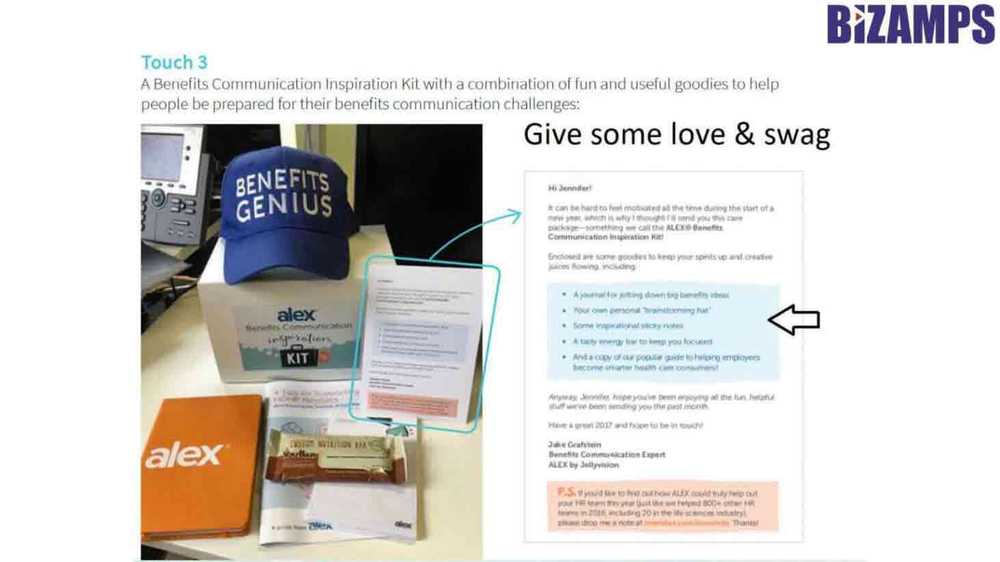 BiZAMPS
Touch 3
A Benefits Communication Inspiration Kit with a combination of fun and useful goodies to help
people be prepared for their benefits communication challenges:
Give some love & swag
BENEFITS
GENIUS
alex
Benefits Communication
inspiration
KIT
alex
alex
alex
Hi Jennifer!
It can be hard to feel motivated all the time during the start of a
new year, which is why I thought I'd send you this care
package—something we call the ALEX® Benefits
Communication Inspiration Kit!
Enclosed are some goodies to keep your spirits up and creative
juices flowing, including:
• A journal for jotting down big benefits ideas
• Your own personal "brainstorming hat"
• Some inspirational sticky notes
• A tasty energy bar to keep you focused
• And a copy of our popular guide to helping employees
become smarter health care consumers!
Anyway, Jennifer, hope you've been enjoying all the fun, helpful
stuff we've been sending you the past month.
Have a great 2017 and hope to be in touch!
Jake Grafstein
Benefits Communication Expert
ALEX by Jellyvision
P.S. If you'd like to find out how ALEX could truly help out
your HR team this year (just like we helped 800+ other HR
teams in 2016, including 20 in the life sciences industry),
please drop me a note at Thanks!